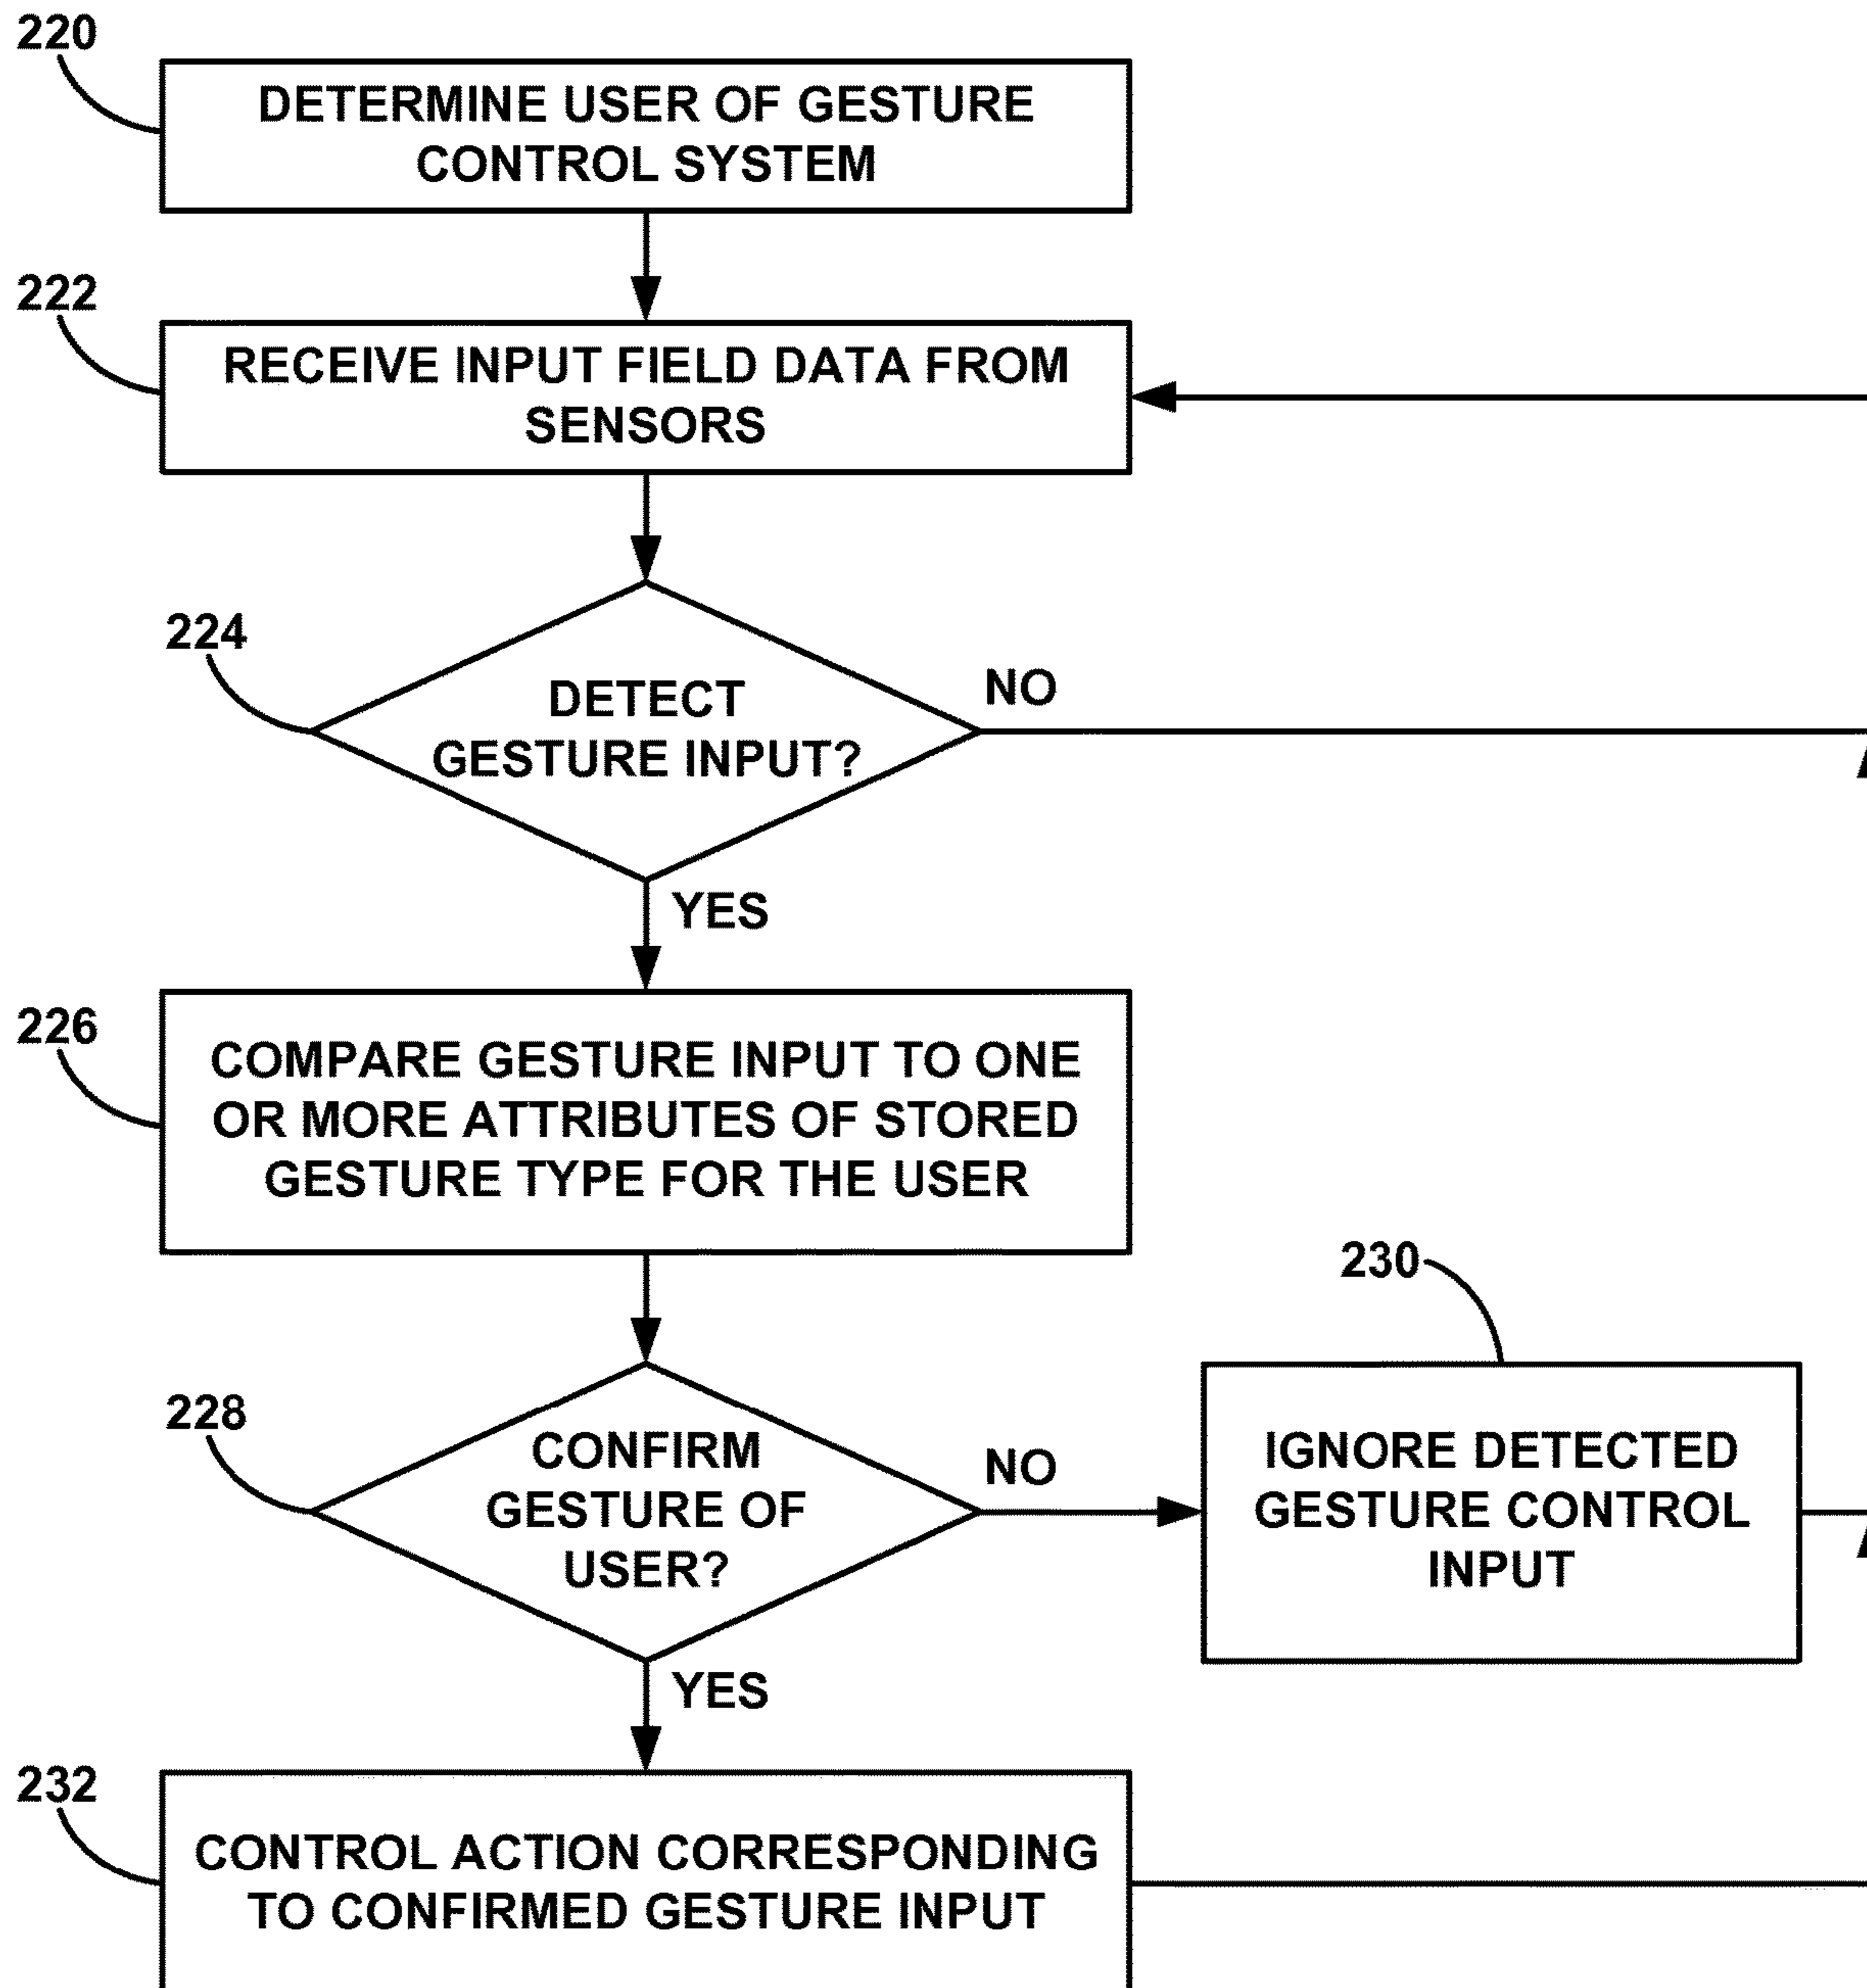 220
DETERMINE USER OF GESTURE
CONTROL SYSTEM
222
RECEIVE INPUT FIELD DATA FROM
SENSORS
224
DETECT
GESTURE INPUT?
NO
YES
226
COMPARE GESTURE INPUT TO ONE
OR MORE ATTRIBUTES OF STORED
GESTURE TYPE FOR THE USER
228
CONFIRM
GESTURE OF
USER?
NO
230
IGNORE DETECTED
GESTURE CONTROL
INPUT
YES
232
CONTROL ACTION CORRESPONDING
TO CONFIRMED GESTURE INPUT